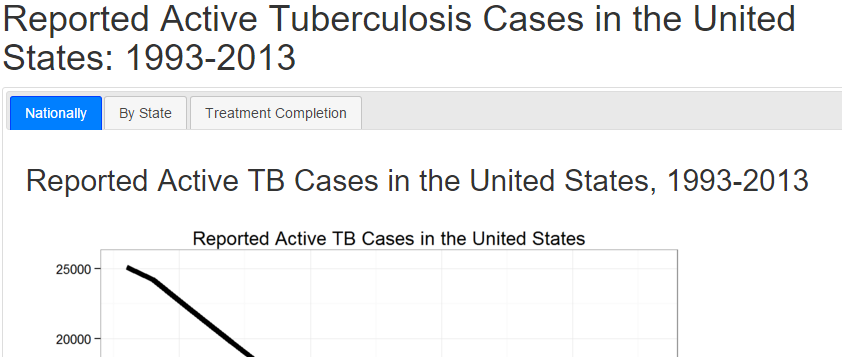 Reported Active Tuberculosis Cases in the United
States: 1993-2013
Nationally By State Treatment Completion
Reported Active TB Cases in the United States, 1993-2013
Reported Active TB Cases in the United States
25000
20000